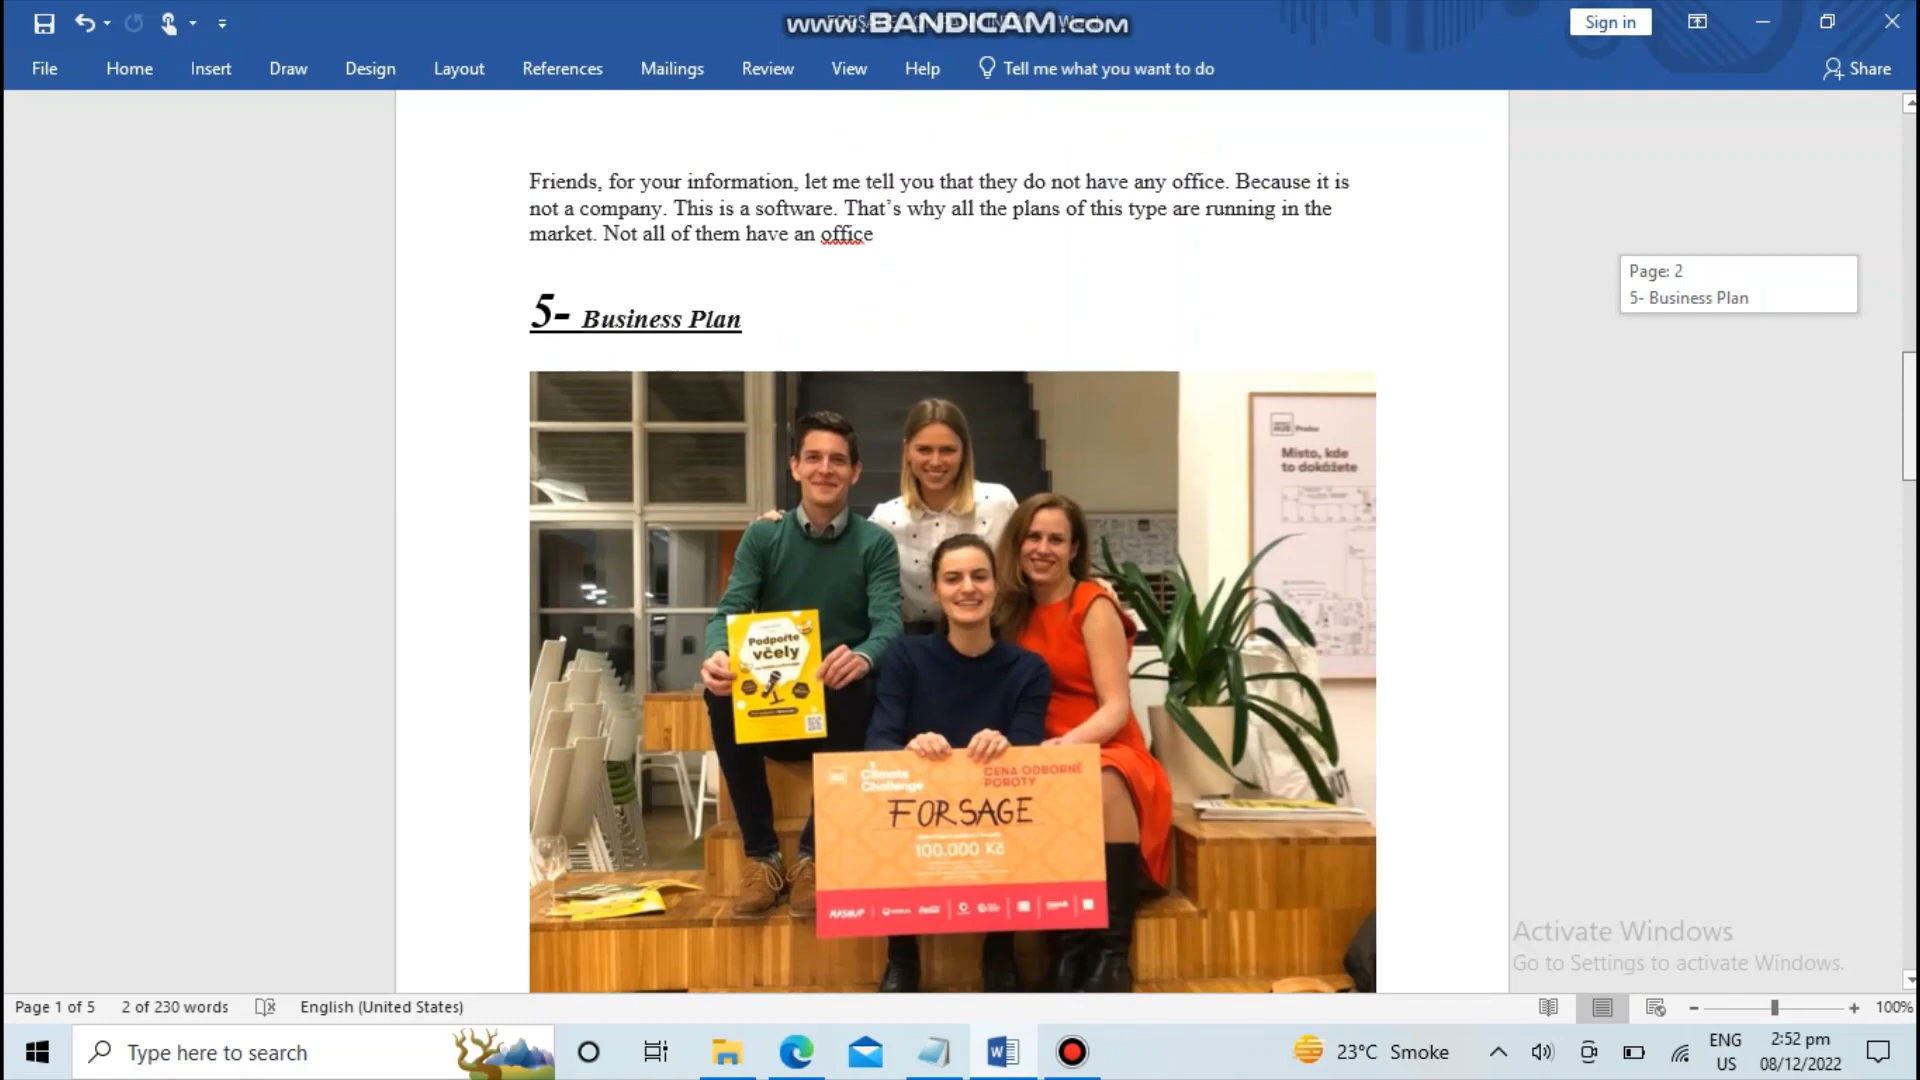 www.BANDICAM.com
Sign in
File Home Insert Draw Design Layout References Mailings Review View Help Tell me what you want to do Share
Friends, for your information, let me tell you that they do not have any office. Because it is
not a company. This is a software. That's why all the plans of this type are running in the
market. Not all of them have an office
Page: 2
5- Business Plan
5- Business Plan
HUB Praha
Místo, kde
to dokážete
Podpořte
včely
Climate
Challenge
CENA ODBORNÉ
POROTY
FORSAGE
100.000 Kč
MASHUP
Activate Windows
Go to Settings to activate Windows.
Page 1 of 5 2 of 230 words English (United States) 100%
Type here to search
23°C Smoke
ENG
US
2:52 pm
08/12/2022